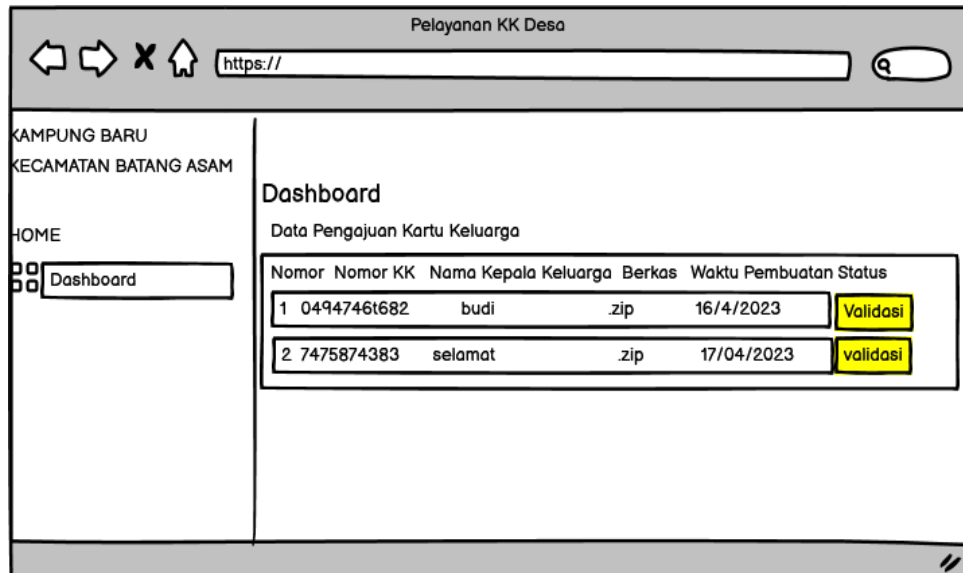 Pelayanan KK Desa
https://
KAMPUNG BARU
KECAMATAN BATANG ASAM
HOME
Dashboard
Dashboard
Data Pengajuan Kartu Keluarga
Nomor Nomor KK Nama Kepala Keluarga Berkas Waktu Pembuatan Status
1 0494746t682 budi .zip 16/4/2023 Validasi
2 7475874383 selamat .zip 17/04/2023 validasi